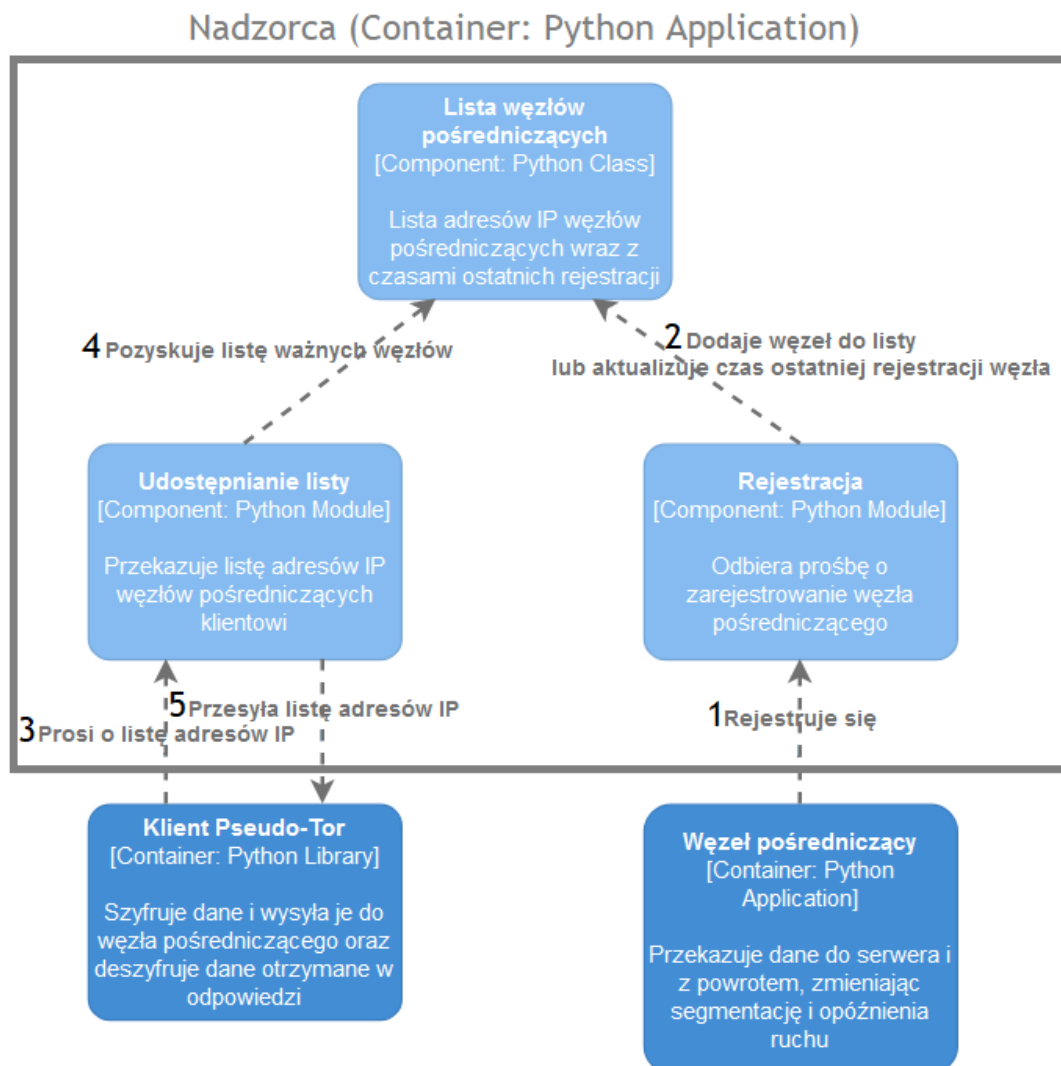 Nadzorca (Container: Python Application)
Lista węzłów
pośredniczących
[Component: Python Class]
Lista adresów IP węzłów
pośredniczących wraz z
czasami ostatnich rejestracji
4 Pozyskuje listę ważnych węzłów
2 Dodaje węzeł do listy
lub aktualizuje czas ostatniej rejestracji węzła
Udostępnianie listy
[Component: Python Module]
Przekazuje listę adresów IP
węzłów pośredniczących
klientowi
Rejestracja
[Component: Python Module]
Odbiera prośbę o
zarejestrowanie węzła
pośredniczącego
5 Przesyła listę adresów IP
3 Prosi o listę adresów IP
1 Rejestruje się
Klient Pseudo-Tor
[Container: Python Library]
Szyfruje dane i wysyła je do
węzła pośredniczącego oraz
deszyfruje dane otrzymane w
odpowiedzi
Węzeł pośredniczący
[Container: Python
Application]
Przekazuje dane do serwera i
z powrotem, zmieniając
segmentację i opóźnienia
ruchu